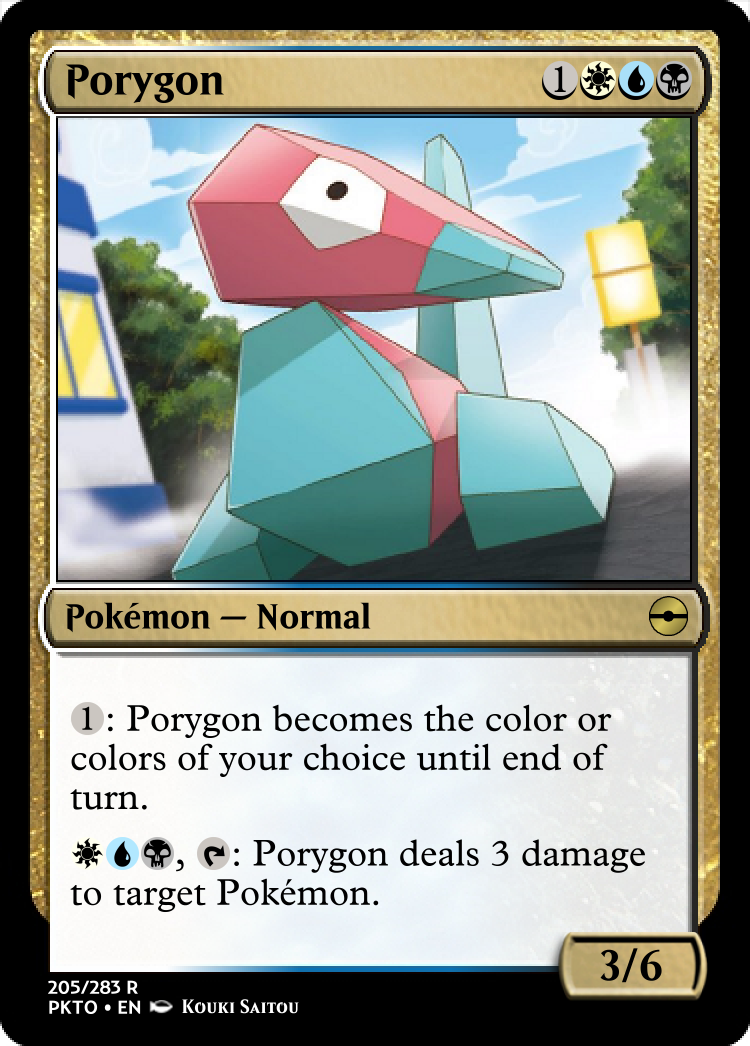 Porygon 1
Pokémon — Normal
1: Porygon becomes the color or
colors of your choice until end of
turn.
, : Porygon deals 3 damage
to target Pokémon.
3/6
205/283 R
PKTO • EN Kouki Saitou